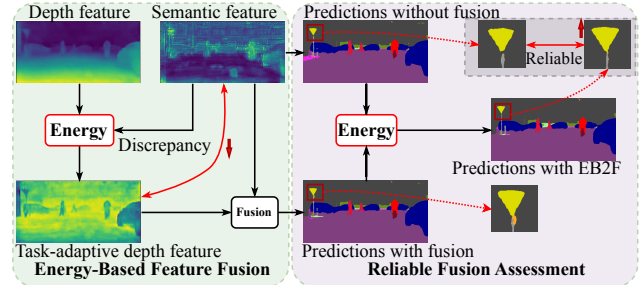 Depth feature
Semantic feature
Energy
Discrepancy
Fusion
Task-adaptive depth feature
Energy-Based Feature Fusion
Predictions without fusion
Reliable
Energy
Predictions with EB2F
Predictions with fusion
Reliable Fusion Assessment